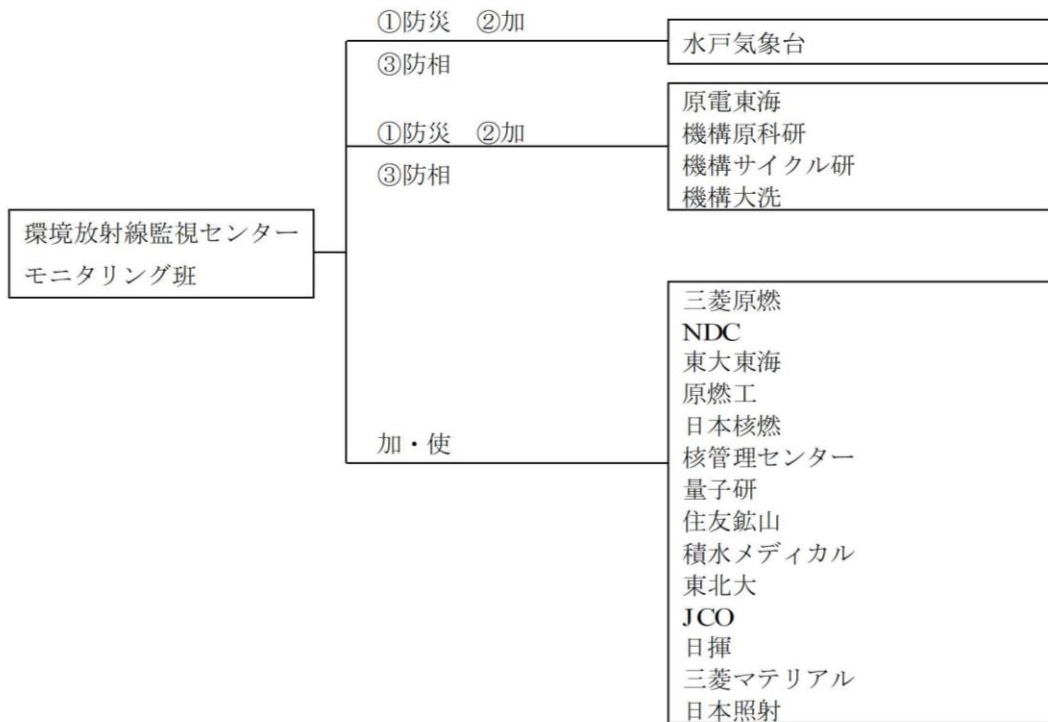 ①防災　②加
③防相
水戸気象台
①防災　②加
③防相
原電東海
機構原科研
機構サイクル研
機構大洗
環境放射線監視センター
モニタリング班
加・使
三菱原燃
NDC
東大東海
原燃工
日本核燃
核管理センター
量子研
住友鉱山
積水メディカル
東北大
JCO
日揮
三菱マテリアル
日本照射